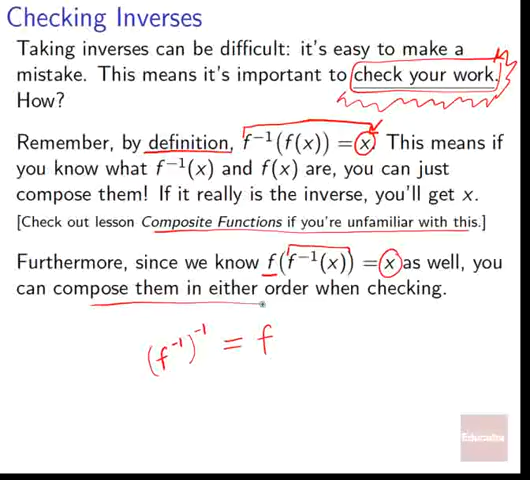 Checking Inverses
Taking inverses can be difficult: it's easy to make a
mistake. This means it's important to check your work.
How?
Remember, by definition, f⁻¹(f(x)) = x. This means if
you know what f⁻¹(x) and f(x) are, you can just
compose them! If it really is the inverse, you'll get x.
[Check out lesson Composite Functions if you're unfamiliar with this.]
Furthermore, since we know f(f⁻¹(x)) = x as well, you
can compose them in either order when checking.
(f⁻¹)⁻¹ = f
Educator